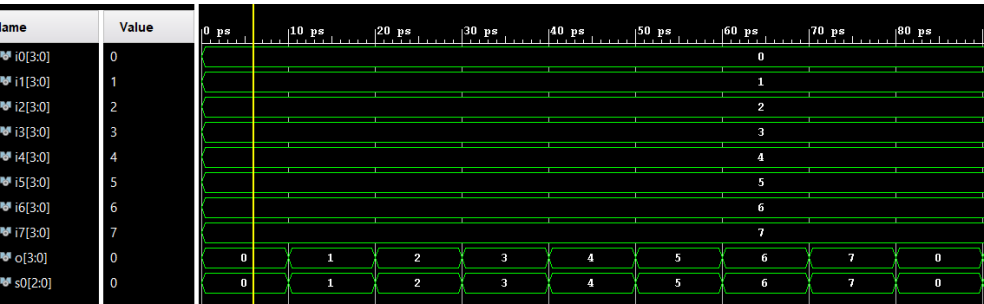 ame Value 0 ps 10 ps 20 ps 30 ps 40 ps 50 ps 60 ps 70 ps 80 ps
i0[3:0] 0 0
i1[3:0] 1 1
i2[3:0] 2 2
i3[3:0] 3 3
i4[3:0] 4 4
i5[3:0] 5 5
i6[3:0] 6 6
i7[3:0] 7 7
o[3:0] 0 0 1 2 3 4 5 6 7 0
s0[2:0] 0 0 1 2 3 4 5 6 7 0